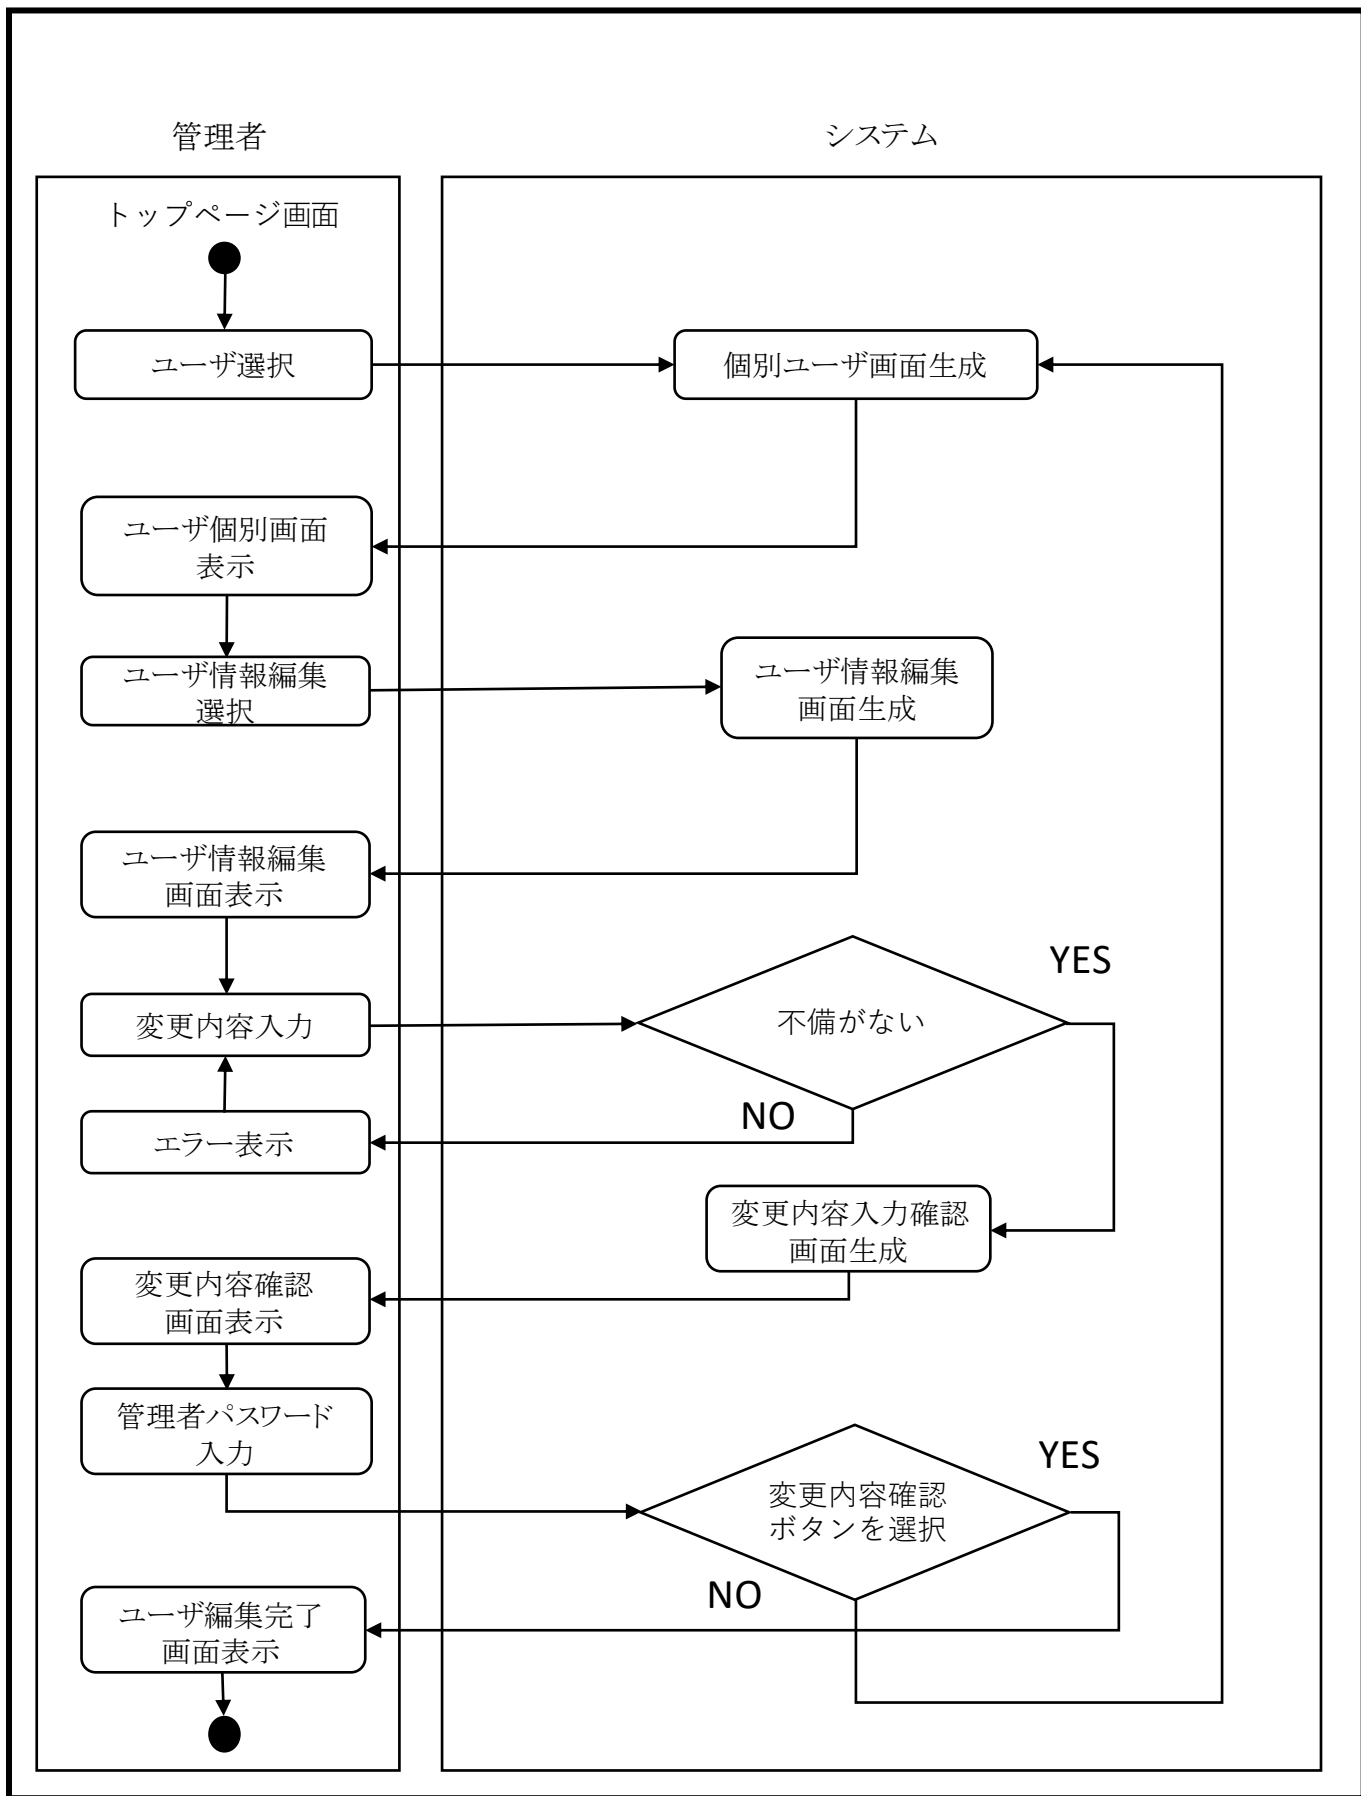 管理者
システム
トップページ画面
ユーザ選択
個別ユーザ画面生成
ユーザ個別画面
表示
ユーザ情報編集
選択
ユーザ情報編集
画面生成
ユーザ情報編集
画面表示
YES
変更内容入力
不備がない
NO
エラー表示
変更内容入力確認
画面生成
変更内容確認
画面表示
管理者パスワード
入力
YES
変更内容確認
ボタンを選択
NO
ユーザ編集完了
画面表示